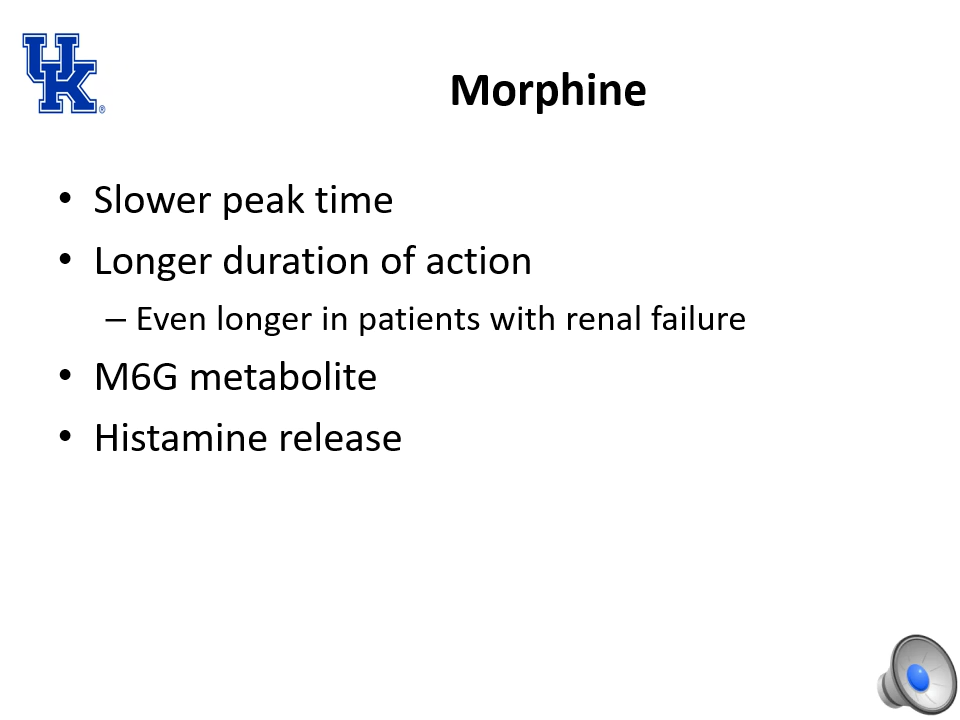 UK®
Morphine
• Slower peak time
• Longer duration of action
– Even longer in patients with renal failure
• M6G metabolite
• Histamine release